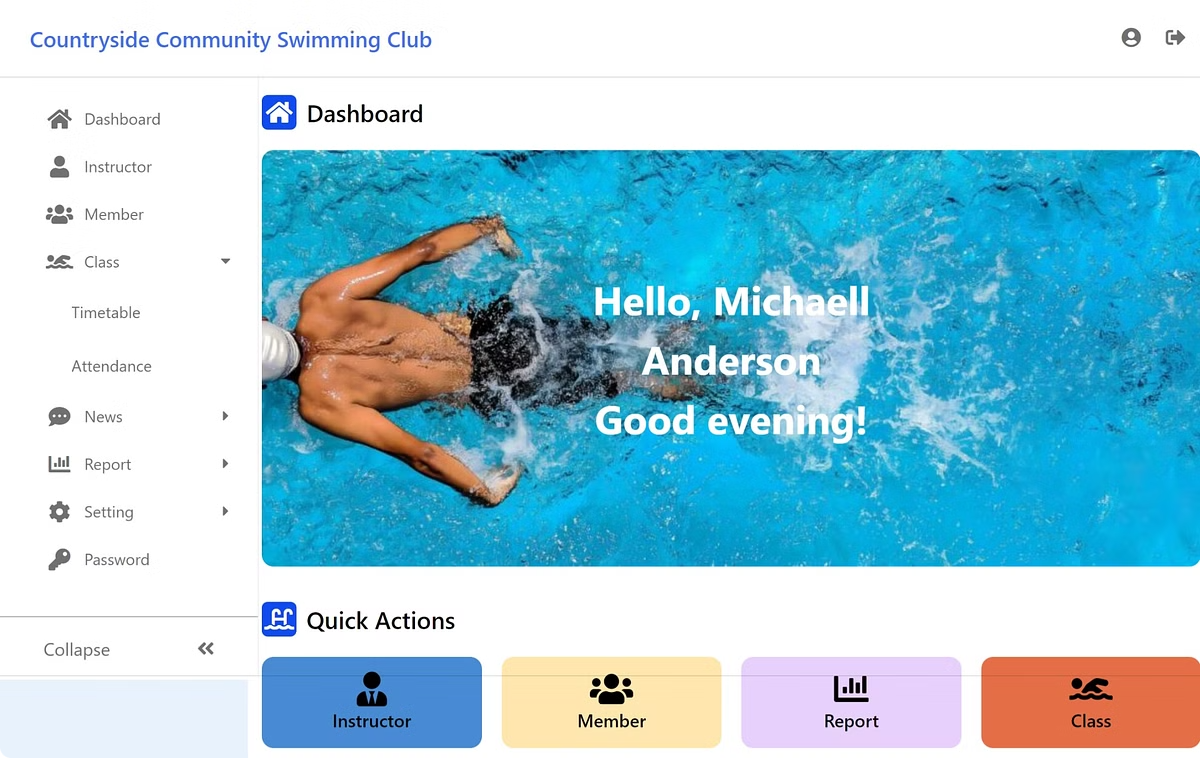 Countryside Community Swimming Club
Dashboard
Instructor
Member
Class
Timetable
Attendance
News
Report
Setting
Password
Collapse
Dashboard
Hello, Michaell
Anderson
Good evening!
Quick Actions
Instructor
Member
Report
Class